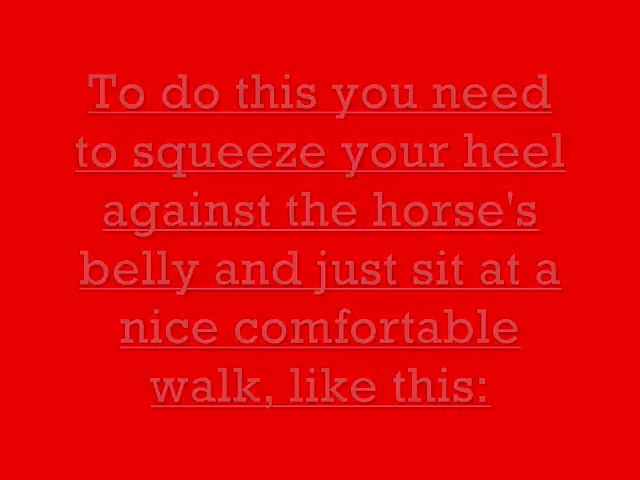 To do this you need
to squeeze your heel
against the horse's
belly and just sit at a
nice comfortable
walk, like this: